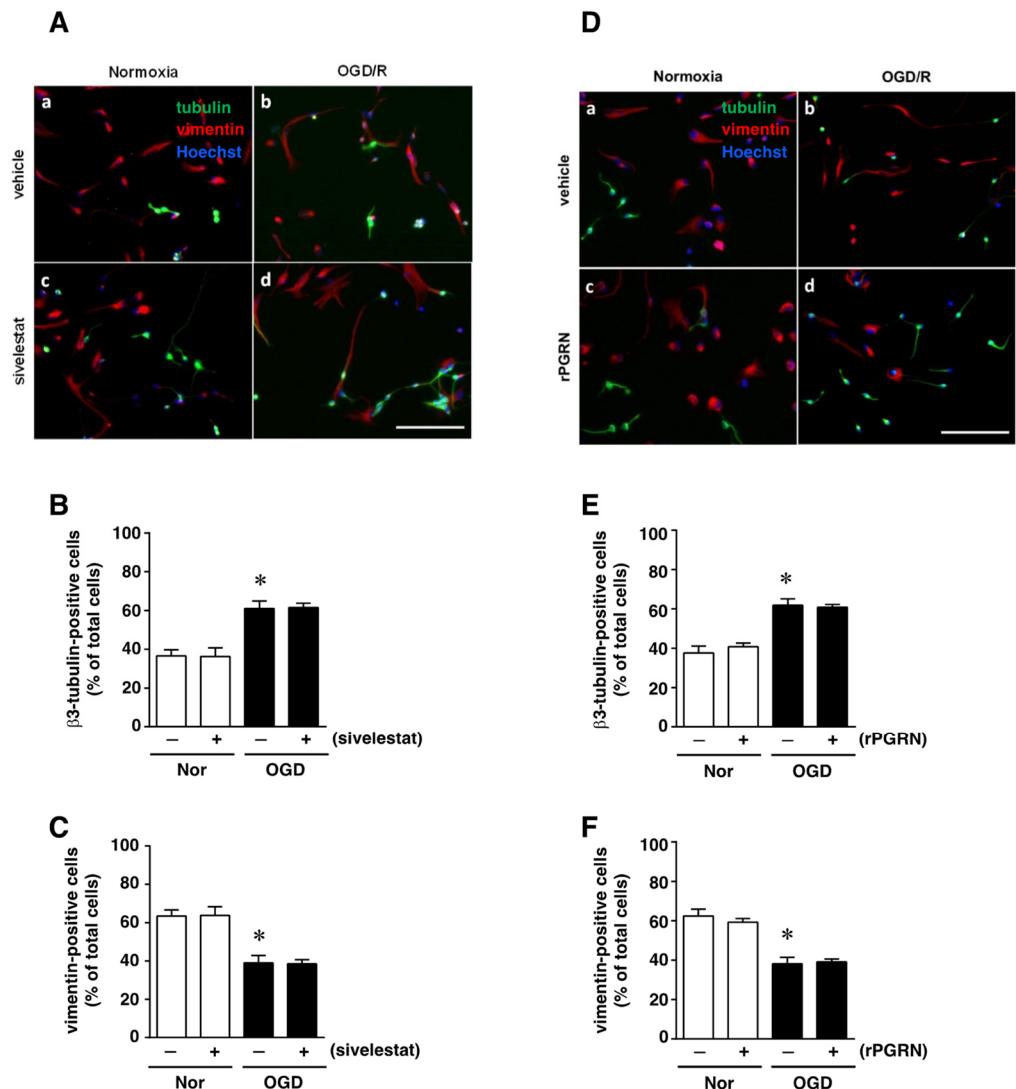 A
Normoxia OGD/R
vehicle
sivelestat
a
tubulin
vimentin
Hoechst
b
c
d
B
β3-tubulin-positive cells
(% of total cells)
100
80
60
40
20
0
*
– + – + (sivelestat)
Nor OGD
C
vimentin-positive cells
(% of total cells)
100
80
60
40
20
0
*
– + – + (sivelestat)
Nor OGD
D
Normoxia OGD/R
vehicle
rPGRN
a
tubulin
vimentin
Hoechst
b
c
d
E
β3-tubulin-positive cells
(% of total cells)
100
80
60
40
20
0
*
– + – + (rPGRN)
Nor OGD
F
vimentin-positive cells
(% of total cells)
100
80
60
40
20
0
*
– + – + (rPGRN)
Nor OGD